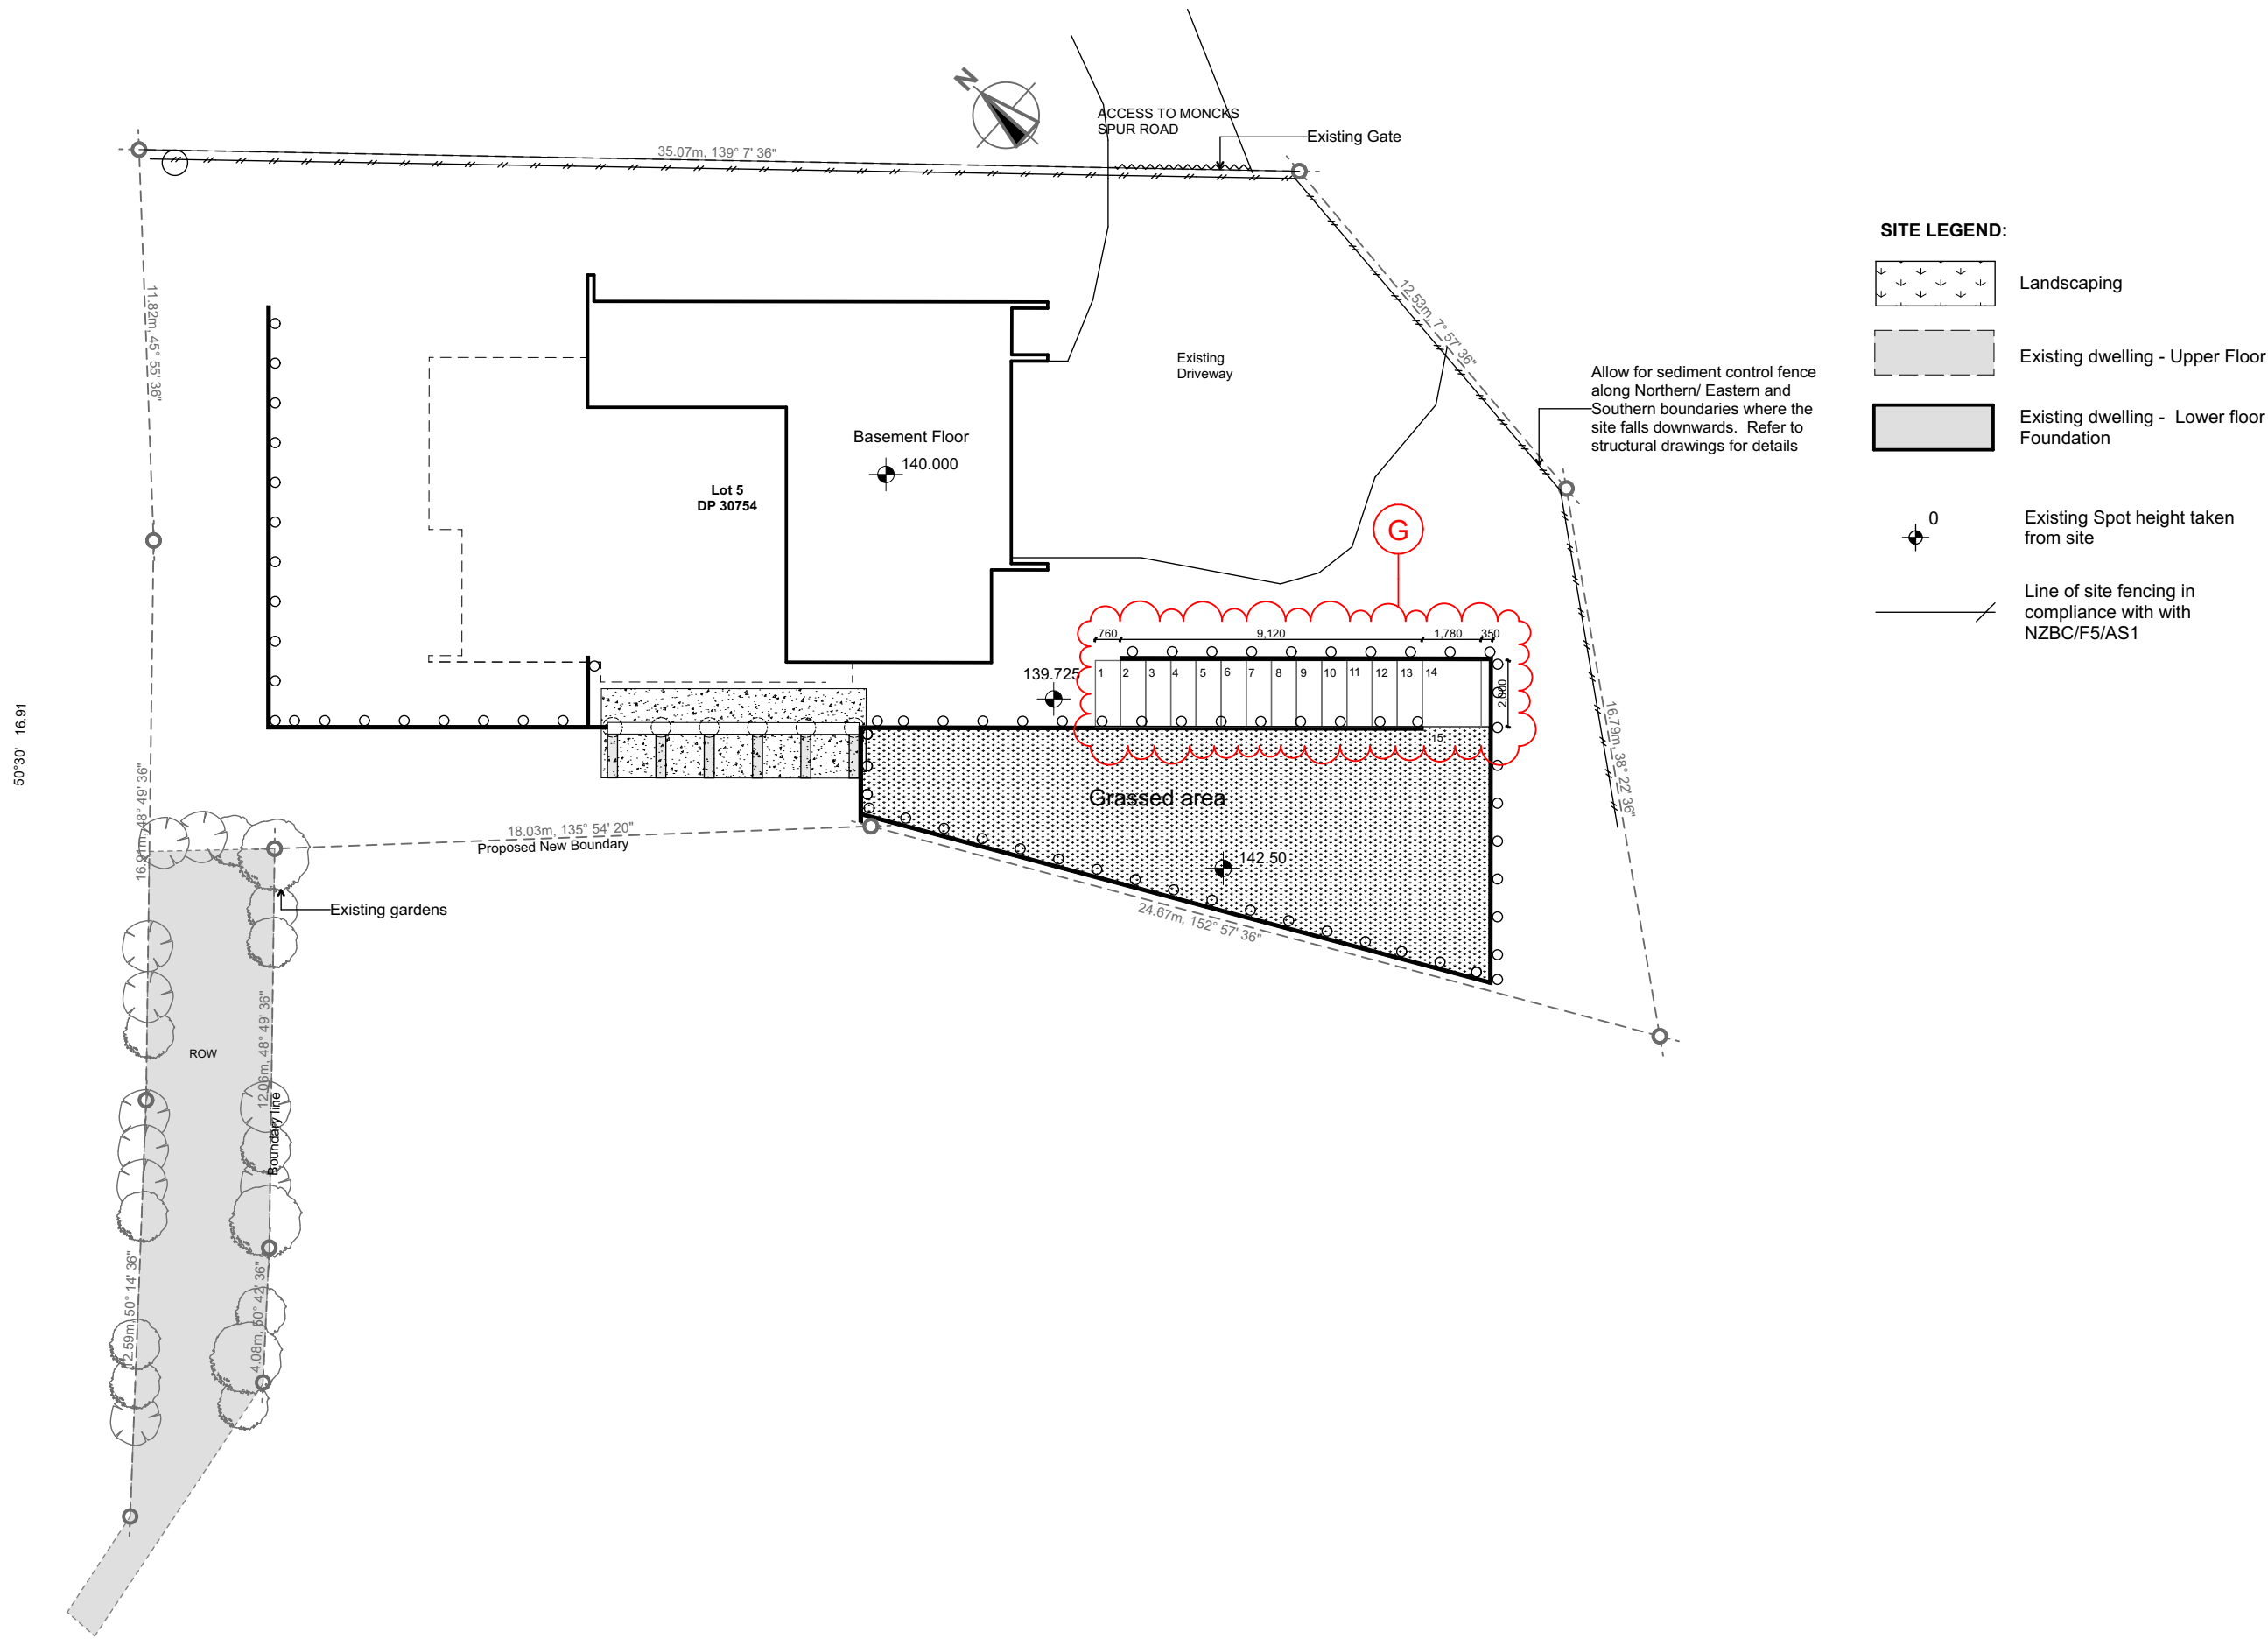 N
ACCESS TO MONCKS
SPUR ROAD
Existing Gate
35.07m, 139° 7' 36"
SITE LEGEND:
Landscaping
Existing dwelling - Upper Floor
Existing dwelling -  Lower floor
Foundation
0
Existing Spot height taken
from site
Line of site fencing in
compliance with with
NZBC/F5/AS1
11.82m, 45° 55' 36"
12.53m, 7° 57' 36"
Existing
Driveway
Allow for sediment control fence
along Northern/ Eastern and
Southern boundaries where the
site falls downwards.  Refer to
structural drawings for details
Basement Floor
140.000
Lot 5
DP 30754
G
760
9,120
1,780
350
139.725
1
2
3
4
5
6
7
8
9
10
11
12
13
14
2,000
15
16.79m, 38° 22' 36"
50°30'  16.91
16.91m, 48° 49' 36"
Grassed area
18.03m, 135° 54' 20"
Proposed New Boundary
142.50
24.67m, 152° 57' 36"
Existing gardens
ROW
12.06m, 48° 49' 36"
Boundary line
12.59m, 50° 14' 36"
4.08m, 50° 42' 36"